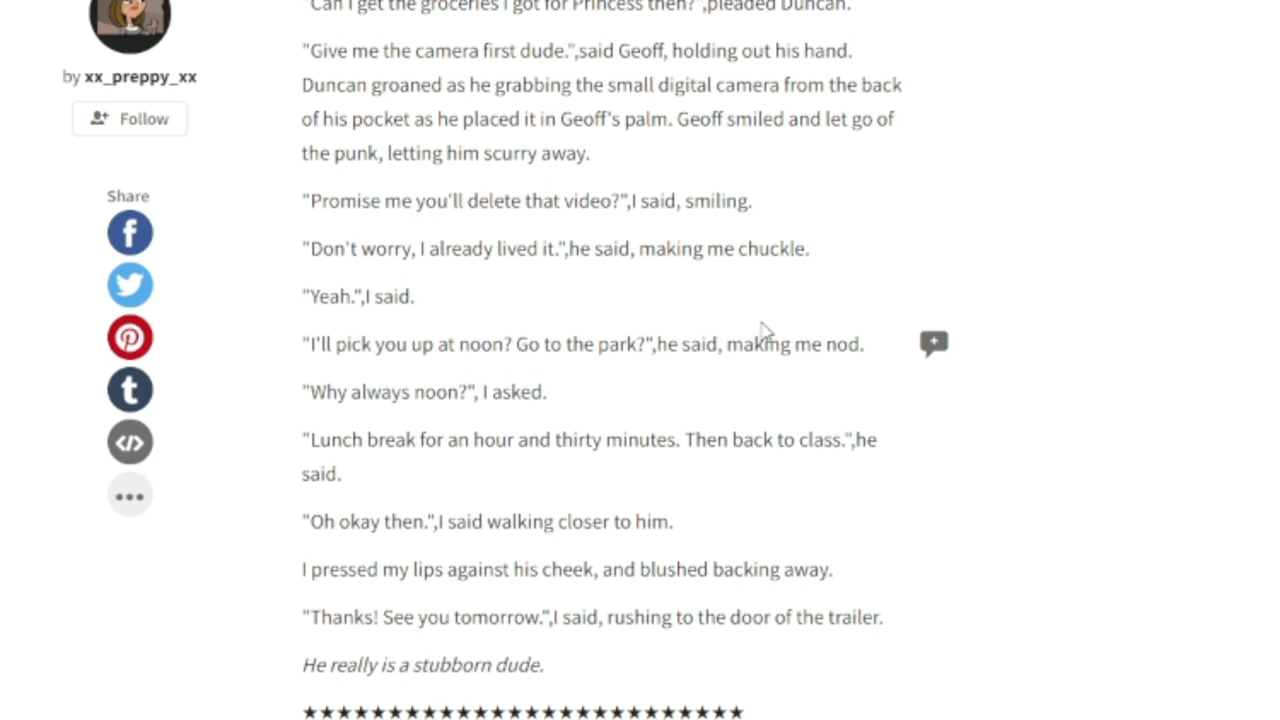 "Can I get the groceries I got for Princess then?",pleaded Duncan.
"Give me the camera first dude.",said Geoff, holding out his hand.
Duncan groaned as he grabbing the small digital camera from the back
of his pocket as he placed it in Geoff's palm. Geoff smiled and let go of
the punk, letting him scurry away.
by xx_preppy_xx
Follow
Share
"Promise me you'll delete that video?",I said, smiling.
"Don't worry, I already lived it.",he said, making me chuckle.
"Yeah.",I said.
"I'll pick you up at noon? Go to the park?",he said, making me nod.
"Why always noon?", I asked.
"Lunch break for an hour and thirty minutes. Then back to class.",he
said.
"Oh okay then.",I said walking closer to him.
I pressed my lips against his cheek, and blushed backing away.
"Thanks! See you tomorrow.",I said, rushing to the door of the trailer.
He really is a stubborn dude.
★★★★★★★★★★★★★★★★★★★★★★★★★★